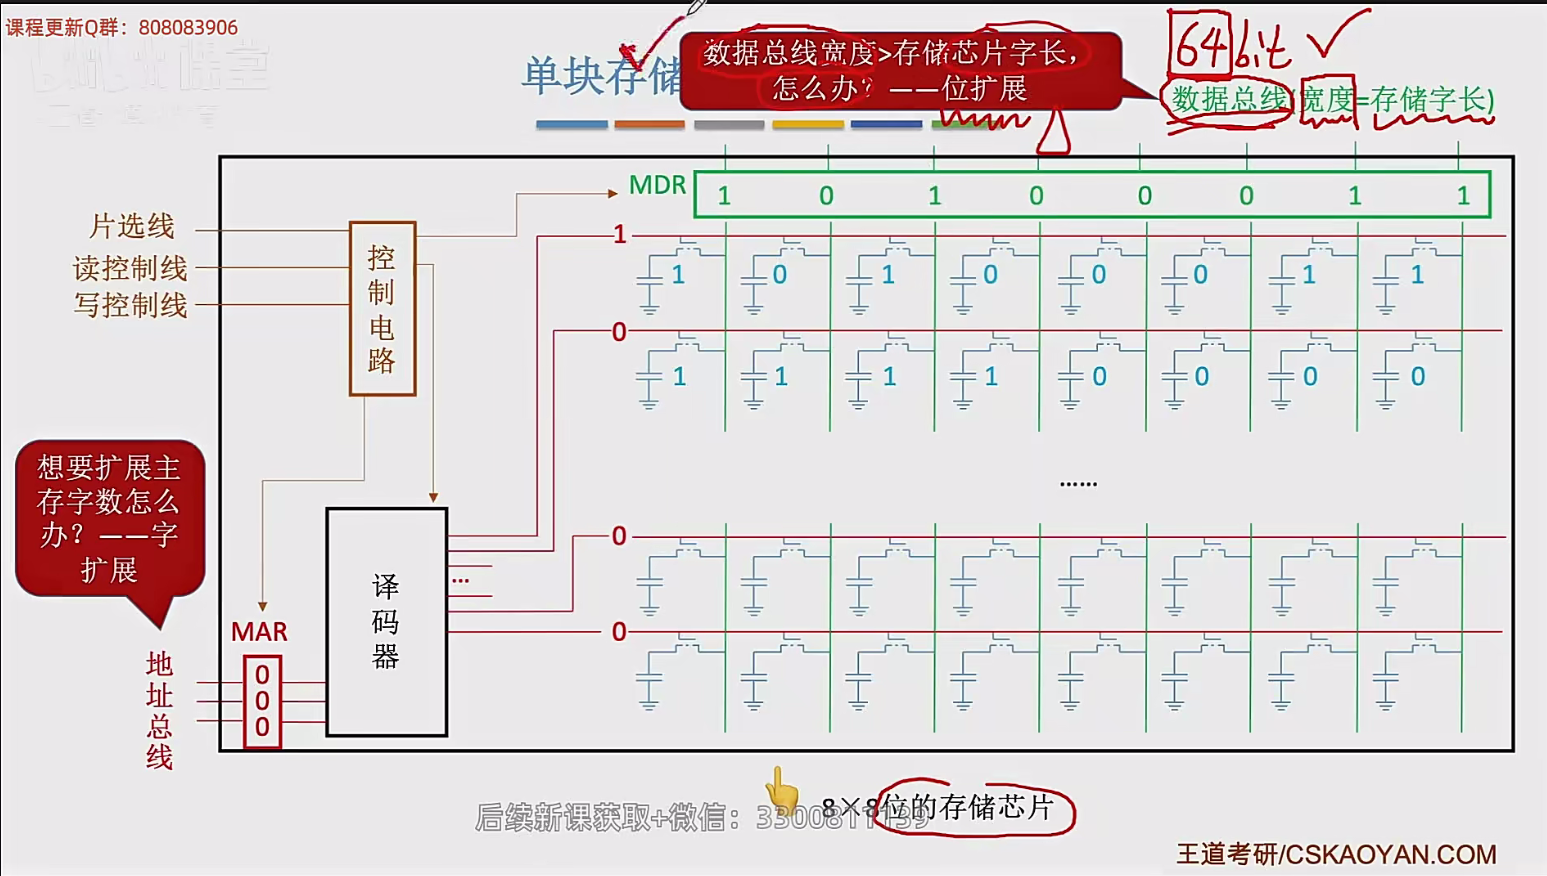 课程更新Q群：808083906
单块存储
数据总线宽度>存储芯片字长，
怎么办？——位扩展
64bit
数据总线(宽度=存储字长)
MDR
1 0 1 0 0 0 1 1
片选线
读控制线
写控制线
控制电路
1
1 0 1 0 0 0 1 1
0
1 1 1 1 0 0 0 0
......
想要扩展主
存字数怎么
办？——字
扩展
0
...
译码器
0
MAR
地址总线
0
0
0
8×8位的存储芯片
后续新课获取+微信：3300811139
王道考研/CSKAOYAN.COM